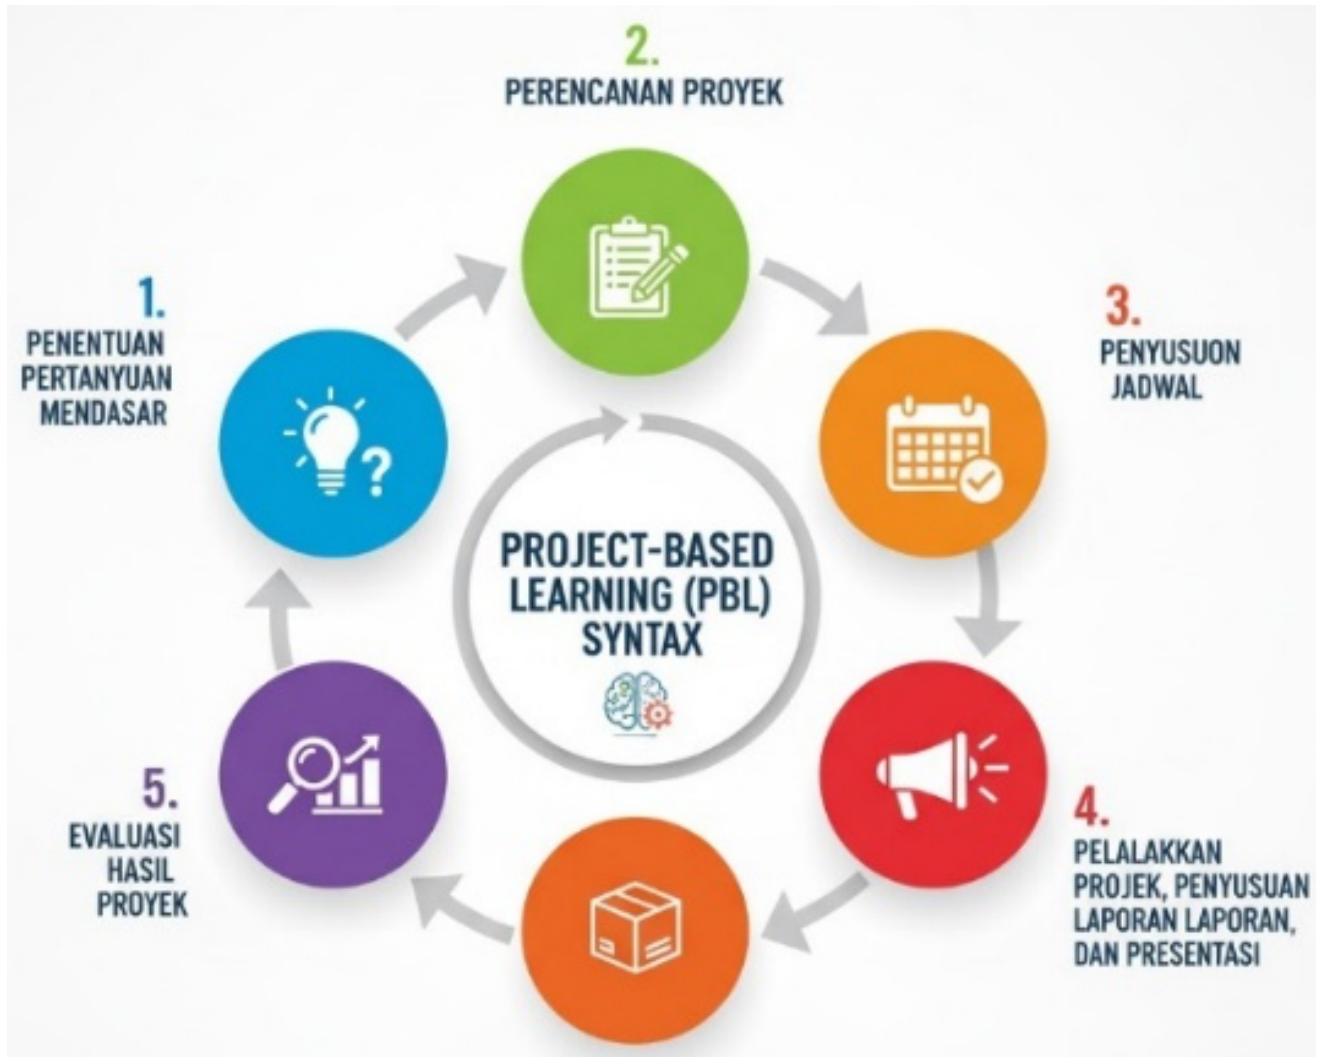 1.
PENENTUAN
PERTANYUAN
MENDASAR
2.
PERENCANAN PROYEK
3.
PENYUSUON
JADWAL
4.
PELALAKKAN
PROJEK, PENYUSUAN
LAPORAN LAPORAN,
DAN PRESENTASI
5.
EVALUASI
HASIL
PROYEK
PROJECT-BASED
LEARNING (PBL)
SYNTAX
?